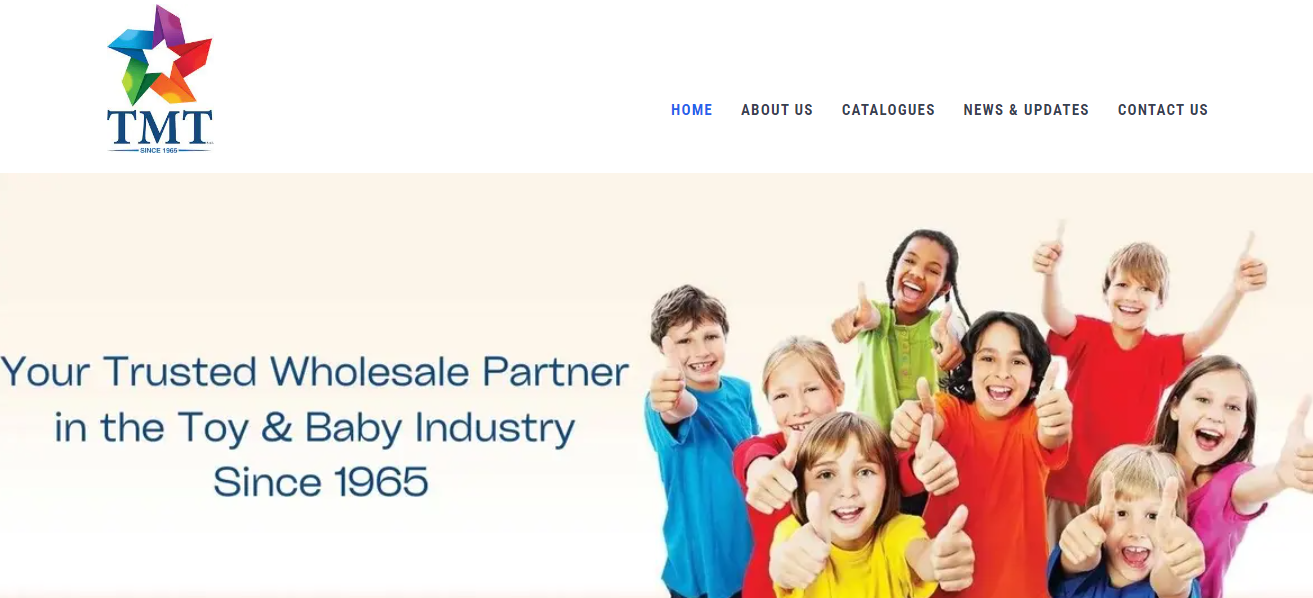 TMT
SINCE 1965
HOME ABOUT US CATALOGUES NEWS & UPDATES CONTACT US
Your Trusted Wholesale Partner
in the Toy & Baby Industry
Since 1965